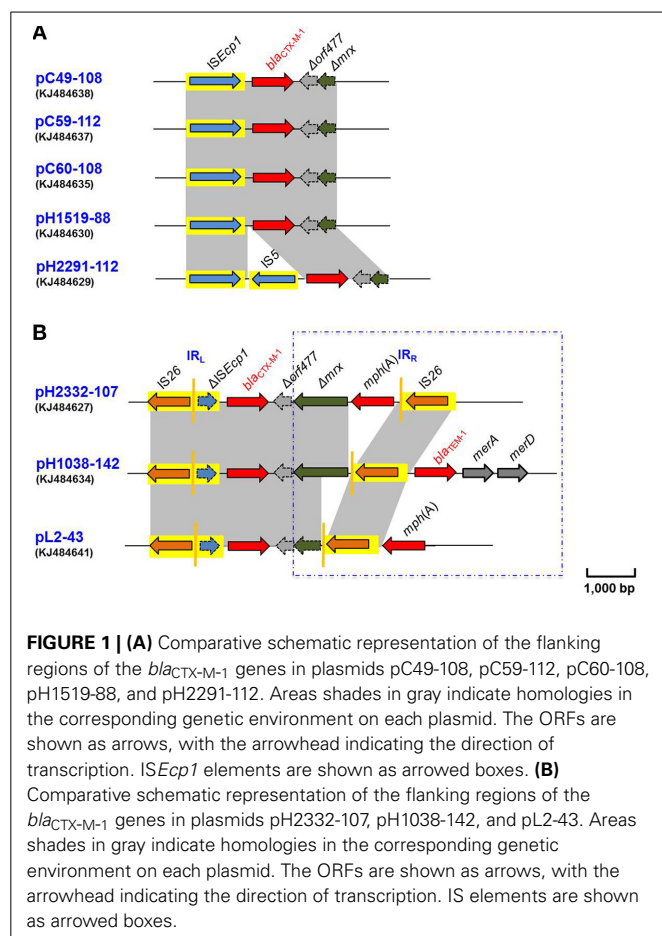 A
ISEcp1 blaCTX-M-1 Δorf477 Δmrx
pC49-108
(KJ484638)
pC59-112
(KJ484637)
pC60-108
(KJ484635)
pH1519-88
(KJ484630)
IS5
pH2291-112
(KJ484629)
B
IS26 IRL ΔISEcp1 blaCTX-M-1 Δorf477 Δmrx mph(A) IRR IS26
pH2332-107
(KJ484627)
blaTEM-1 merA merD
pH1038-142
(KJ484634)
mph(A)
pL2-43
(KJ484641)
1,000 bp
FIGURE 1 | (A) Comparative schematic representation of the flanking
regions of the blaCTX-M-1 genes in plasmids pC49-108, pC59-112, pC60-108,
pH1519-88, and pH2291-112. Areas shades in gray indicate homologies in
the corresponding genetic environment on each plasmid. The ORFs are
shown as arrows, with the arrowhead indicating the direction of
transcription. ISEcp1 elements are shown as arrowed boxes. (B)
Comparative schematic representation of the flanking regions of the
blaCTX-M-1 genes in plasmids pH2332-107, pH1038-142, and pL2-43. Areas
shades in gray indicate homologies in the corresponding genetic
environment on each plasmid. The ORFs are shown as arrows, with the
arrowhead indicating the direction of transcription. IS elements are shown
as arrowed boxes.